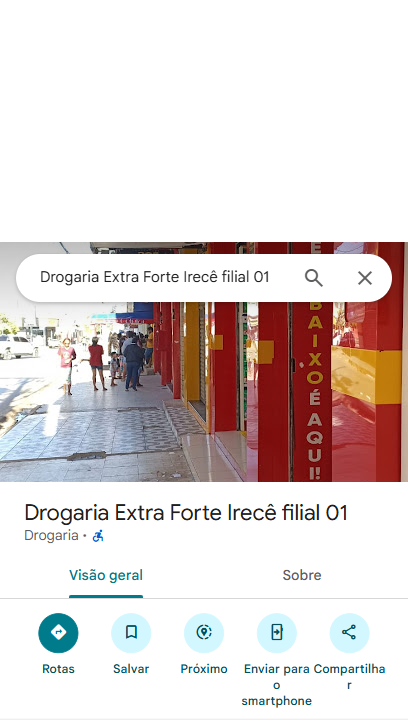 Drogaria Extra Forte Irecê filial 01
BAIXO É AQUI!
Drogaria Extra Forte Irecê filial 01
Drogaria •
Visão geral
Sobre
Rotas
Salvar
Próximo
Enviar para o smartphone
Compartilhar